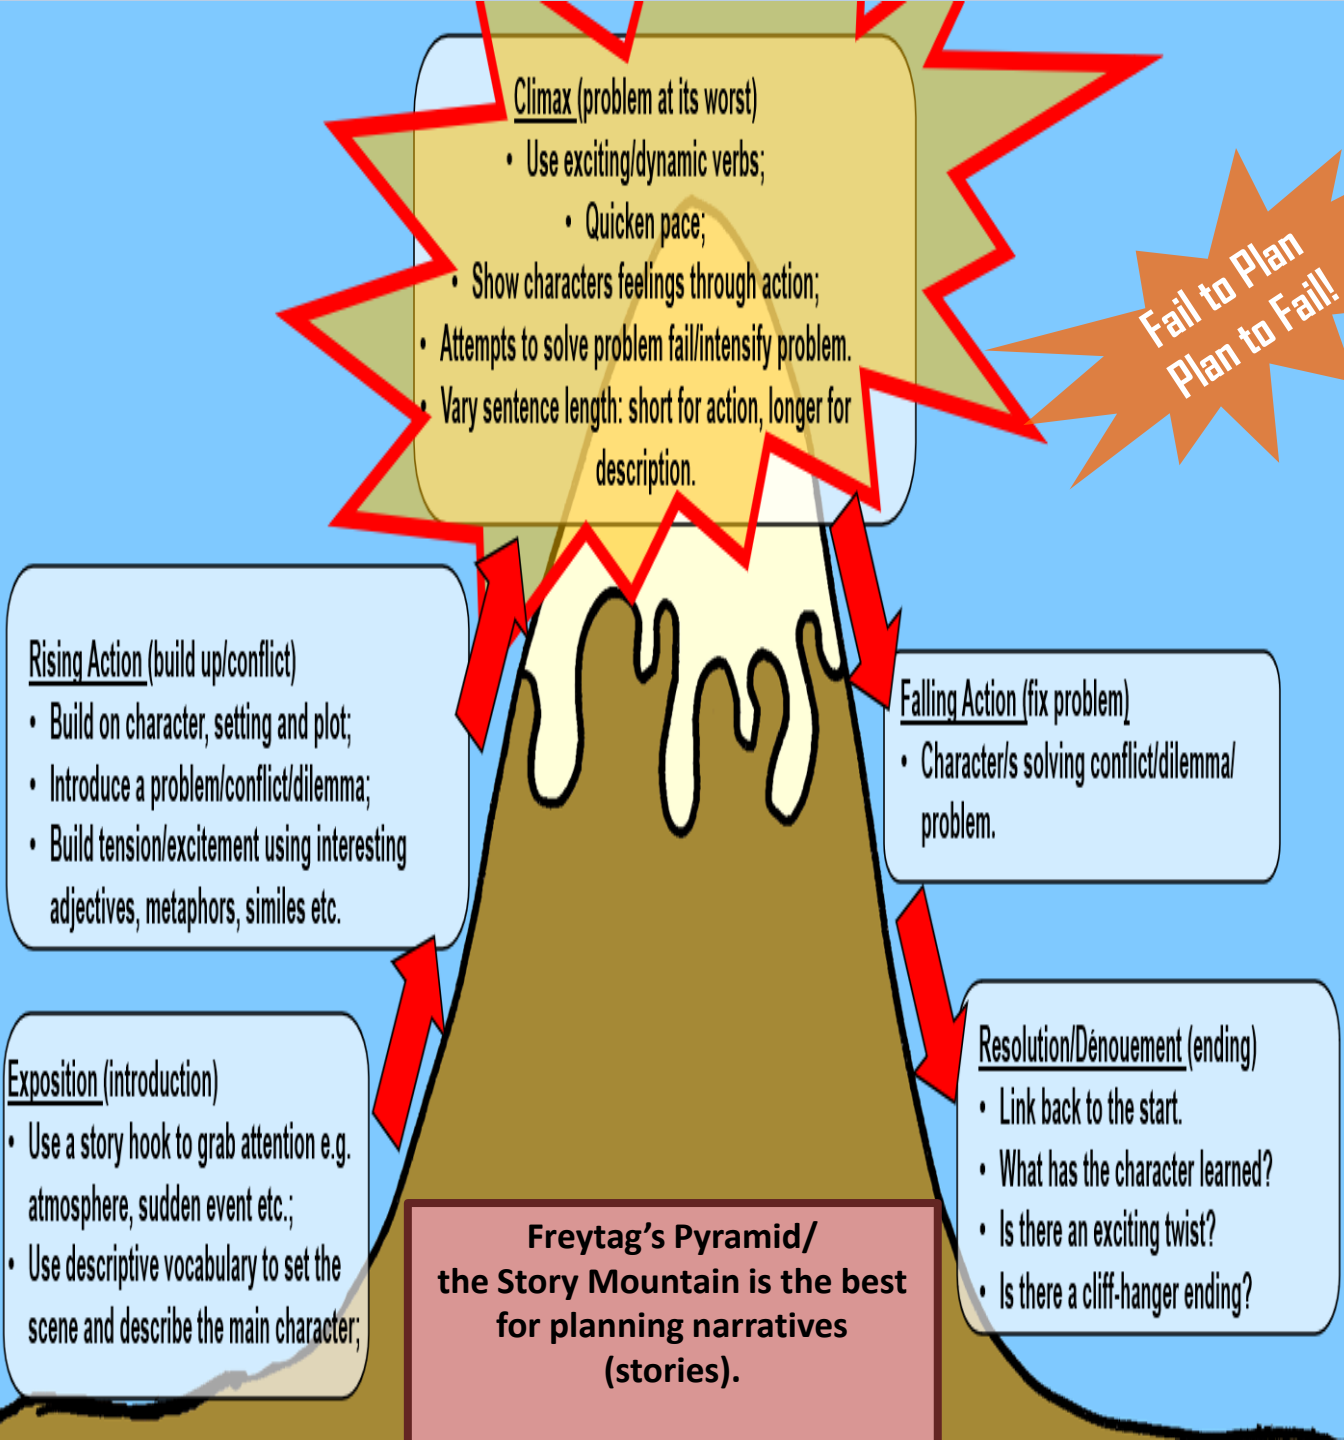 Climax (problem at its worst)
• Use exciting/dynamic verbs;
• Quicken pace;
• Show characters feelings through action;
• Attempts to solve problem fail/intensify problem.
• Vary sentence length: short for action, longer for
description.
Fail to Plan
Plan to Fail!
Rising Action (build up/conflict)
• Build on character, setting and plot;
• Introduce a problem/conflict/dilemma;
• Build tension/excitement using interesting
adjectives, metaphors, similes etc.
Falling Action (fix problem)
• Character/s solving conflict/dilemma/
problem.
Exposition (introduction)
• Use a story hook to grab attention e.g.
atmosphere, sudden event etc.;
• Use descriptive vocabulary to set the
scene and describe the main character;
Resolution/Dénouement (ending)
• Link back to the start.
• What has the character learned?
• Is there an exciting twist?
• Is there a cliff-hanger ending?
Freytag’s Pyramid/
the Story Mountain is the best
for planning narratives
(stories).